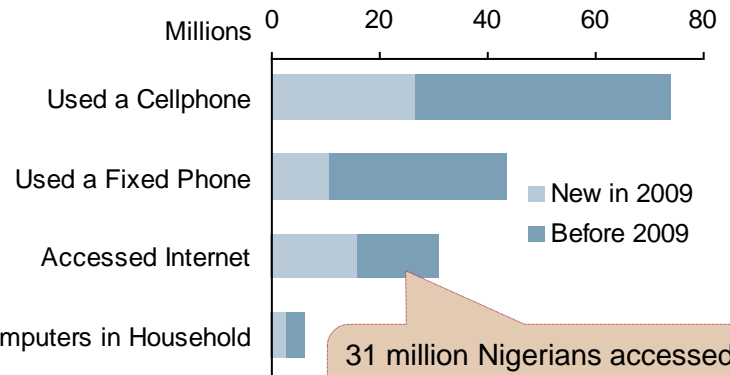 Millions
0 20 40 60 80
Used a Cellphone
Used a Fixed Phone
New in 2009
Before 2009
Accessed Internet
mputers in Household
31 million Nigerians accessed